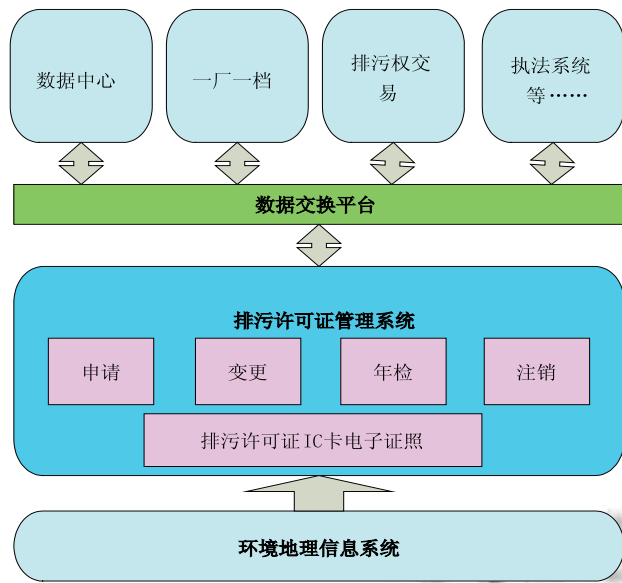 数据中心
一厂一档
排污权交
易
执法系统
等……
数据交换平台
排污许可证管理系统
申请
变更
年检
注销
排污许可证IC卡电子证照
环境地理信息系统